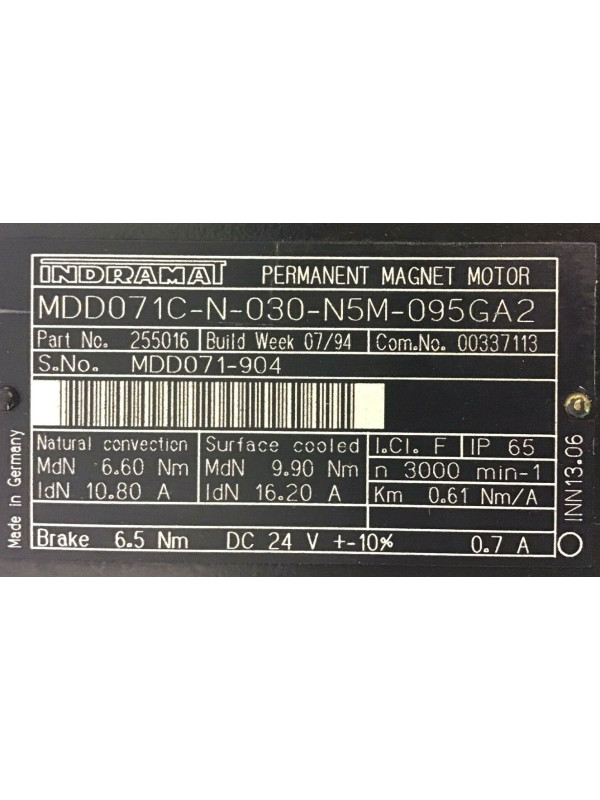 INDRAMAT PERMANENT MAGNET MOTOR
MDD071C-N-030-N5M-095GA2
Part No. 255016 Build Week 07/94 Com.No. 00337113
S.No. MDD071-904
Natural convection Surface cooled I.Cl. F IP 65
MdN 6.60 Nm MdN 9.90 Nm n 3000 min-1
IdN 10.80 A IdN 16.20 A Km 0.61 Nm/A
Brake 6.5 Nm DC 24 V +-10% 0.7 A
Made in Germany
INN13.06